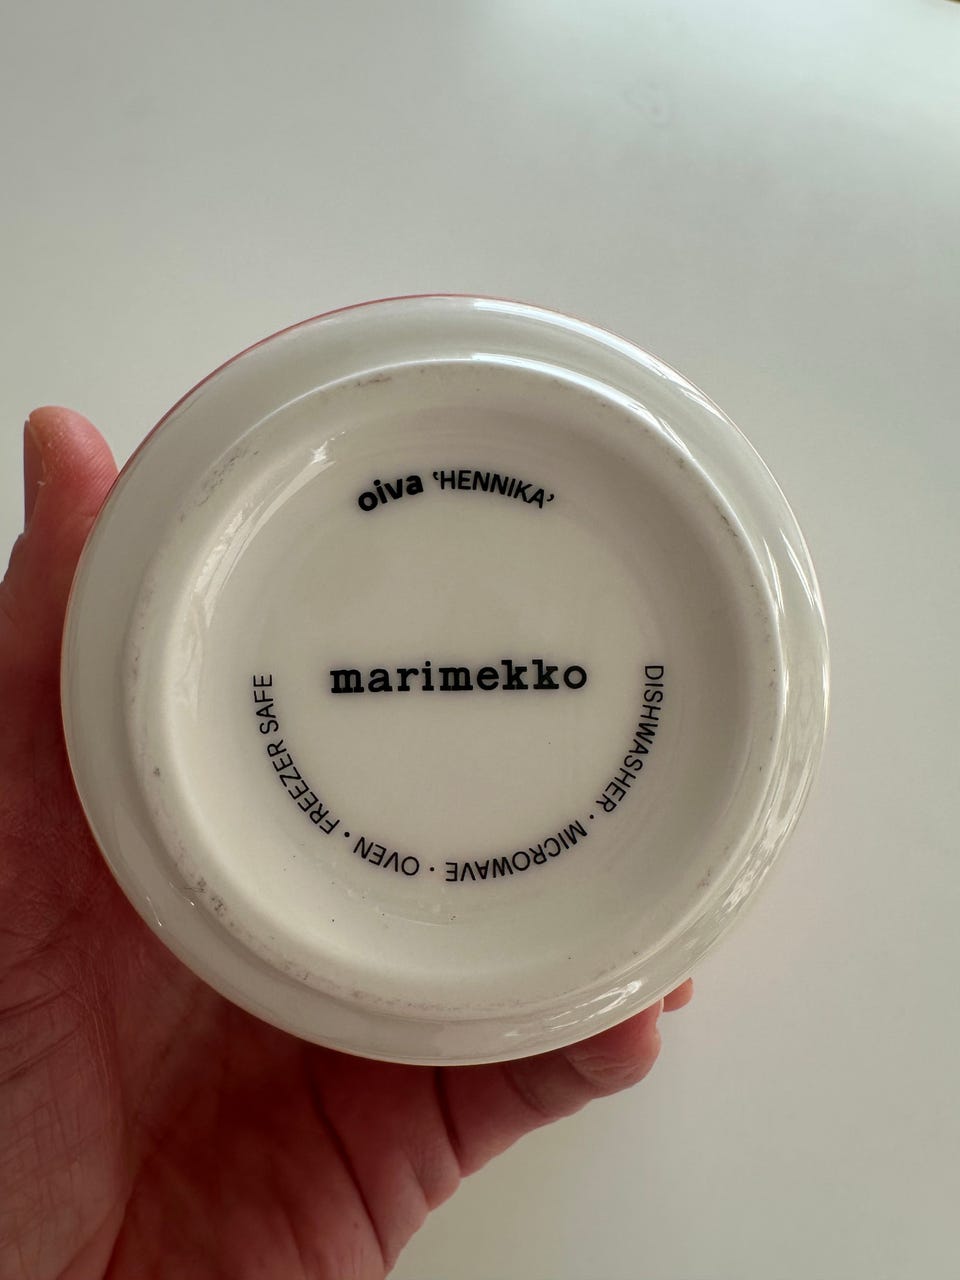 oiva ‘HENNIKA’
marimekko
DISHWASHER · MICROWAVE · OVEN · FREEZER SAFE